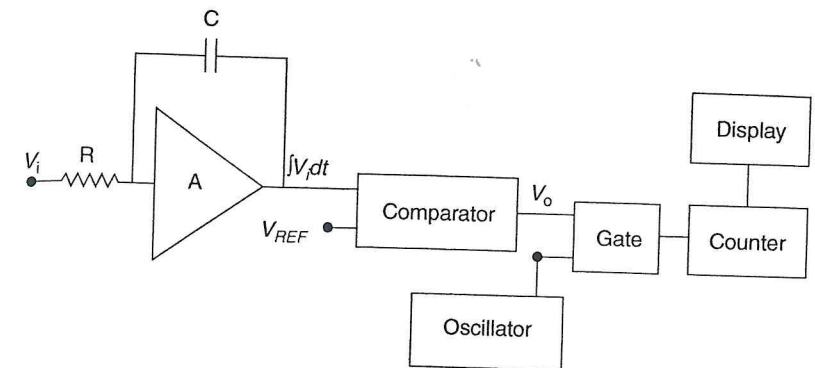 C
Display
V_i
R
A
∫V_i dt
V_REF
Comparator
V_o
Gate
Counter
Oscillator